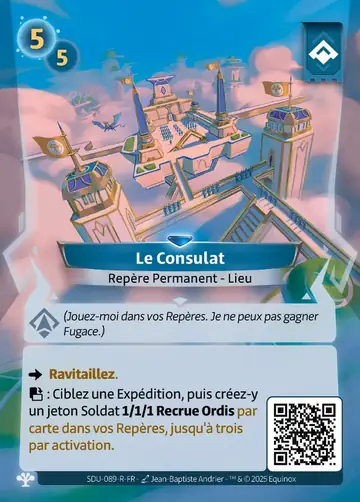 5
5
Le Consulat
Repère Permanent - Lieu
(Jouez-moi dans vos Repères. Je ne peux pas gagner
Fugace.)
Ravitaillez.
: Ciblez une Expédition, puis créez-y
un jeton Soldat 1/1/1 Recrue Ordis par
carte dans vos Repères, jusqu'à trois
par activation.
SDU-089-R-FR - Jean-Baptiste Andrier - ™ & © 2025 Equinox